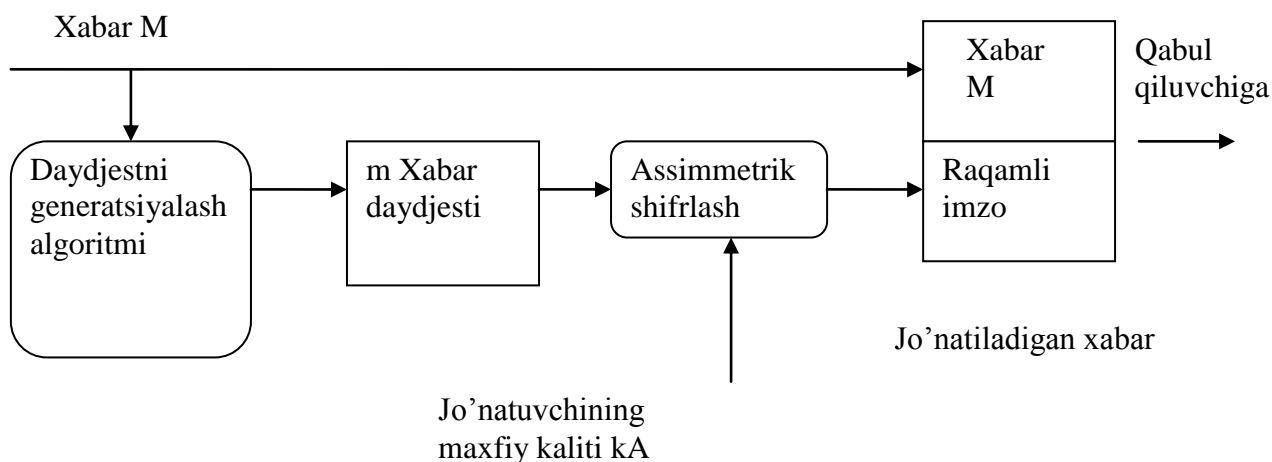 Xabar M
Xabar
M
Qabul
qiluvchiga
Daydjestni
generatsiyalash
algoritmi
m Xabar
daydjesti
Assimmetrik
shifrlash
Raqamli
imzo
Jo’natiladigan xabar
Jo’natuvchining
maxfiy kaliti kA